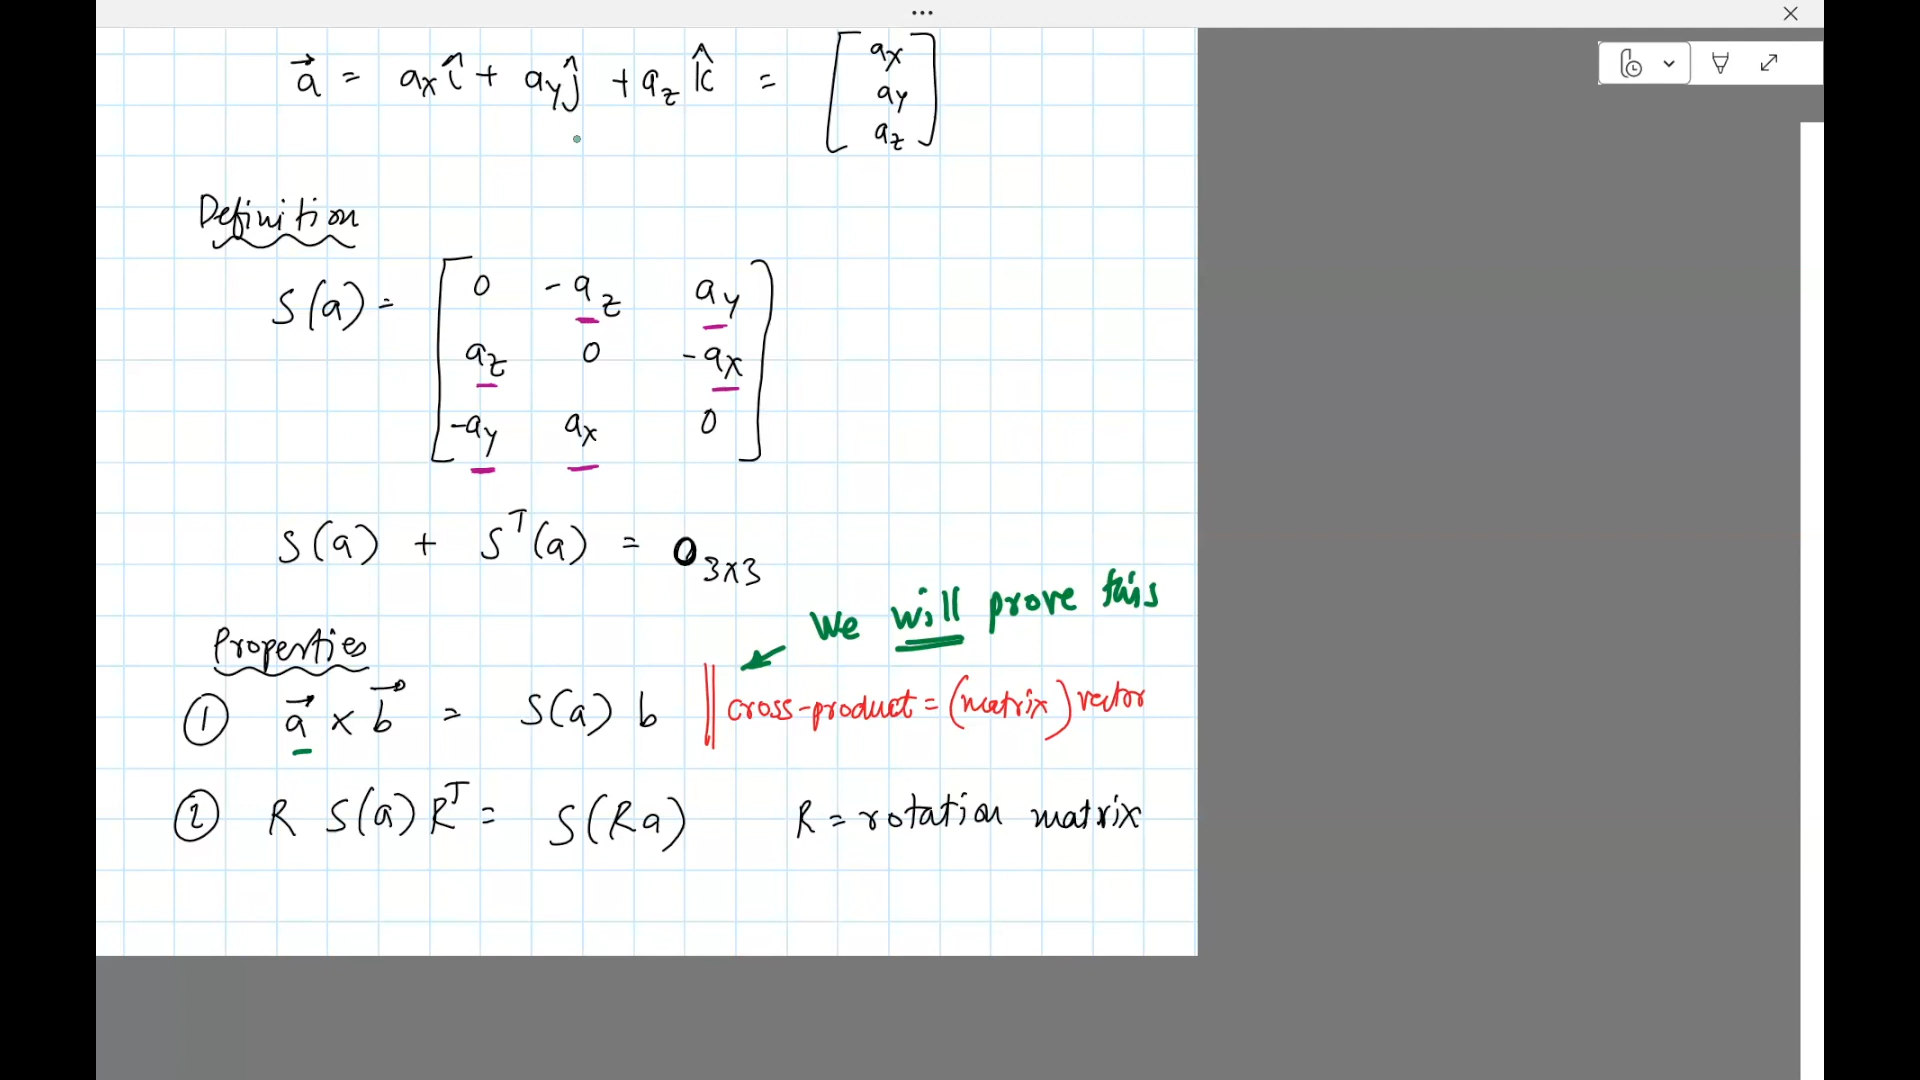 a⃗ = aₓ î + a_y ĵ + a_z k̂ = [aₓ a_y a_z]
Definition
S(a) = [0 -a_z a_y
a_z 0 -aₓ
-a_y aₓ 0]
S(a) + Sᵀ(a) = 0₃ₓ₃
we will prove this
Properties
① a⃗ × b⃗ = S(a) b || cross-product = (matrix) vector
② R S(a) Rᵀ = S(Ra) R = rotation matrix